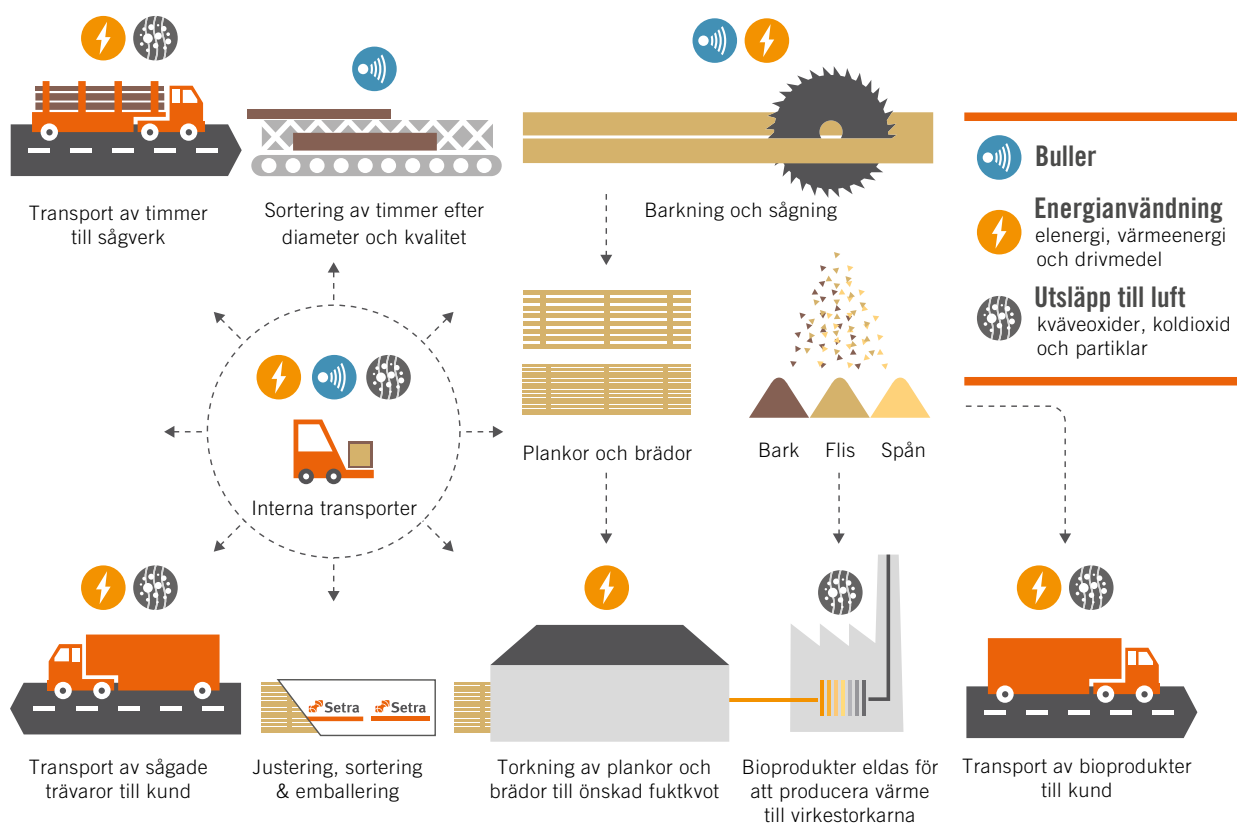 Transport av timmer
till sågverk
Sortering av timmer efter
diameter och kvalitet
Barkning och sågning
Buller
Energianvändning
elenergi, värmeenergi
och drivmedel
Utsläpp till luft
kväveoxider, koldioxid
och partiklar
Interna transporter
Plankor och brädor
Bark Flis Spån
Setra Setra
Transport av sågade
trävaror till kund
Justering, sortering
& emballering
Torkning av plankor och
brädor till önskad fuktkvot
Bioprodukter eldas för
att producera värme
till virkestorkarna
Transport av bioprodukter
till kund